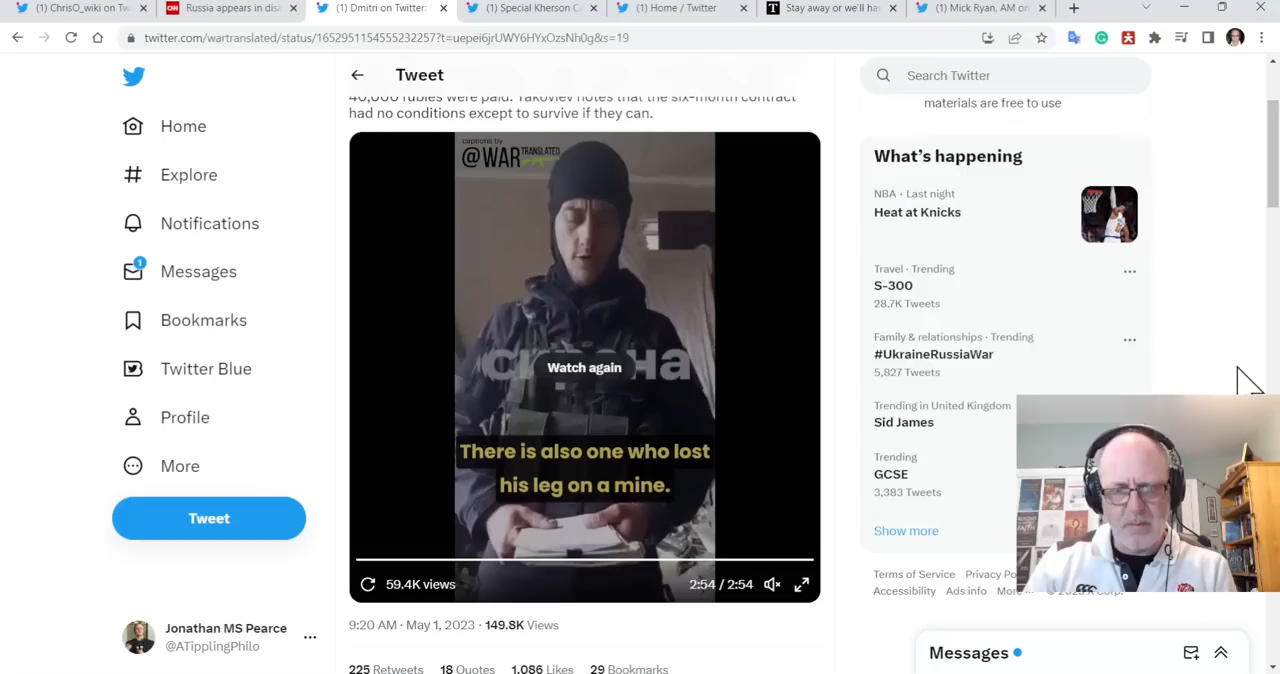 (1) ChrisO_wiki on Tw
Russia appears in disa
(1) Dmitri on Twitter:
(1) Special Kherson C
(1) Home / Twitter
Stay away or we'll hav
(1) Mick Ryan, AM on
twitter.com/wartranslated/status/1652951154555232257?t=uepei6jrUWY6HYxOzsNh0g&s=19
Home
Explore
Notifications
1
Messages
Bookmarks
Twitter Blue
Profile
More
Tweet
Jonathan MS Pearce
@ATipplingPhilo
Tweet
40,000 rubles were paid. Yakovlev notes that the six-month contract
had no conditions except to survive if they can.
captions by
@WAR TRANSLATED
Watch again
There is also one who lost
his leg on a mine.
59.4K views
2:54 / 2:54
9:20 AM · May 1, 2023 · 149.8K Views
225 Retweets 18 Quotes 1,086 Likes 29 Bookmarks
Search Twitter
materials are free to use
What's happening
NBA · Last night
Heat at Knicks
Travel · Trending
S-300
28.7K Tweets
Family & relationships · Trending
#UkraineRussiaWar
5,827 Tweets
Trending in United Kingdom
Sid James
Trending
GCSE
3,383 Tweets
Show more
Terms of Service Privacy Po
Accessibility Ads info More
Messages